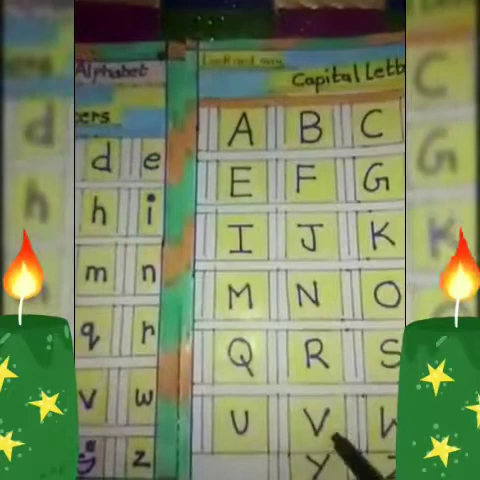 Alphabet
ers
d e
h i
m n
q r
v w
z
Capital Lett
A B C
E F G
I J K
M N O
Q R S
U V W
Y Z